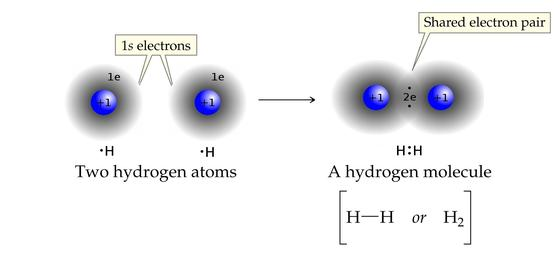 Shared electron pair
1s electrons
1e
1e
+1
+1
+1
2e
+1
·H
·H
H:H
Two hydrogen atoms
A hydrogen molecule
H—H or H₂